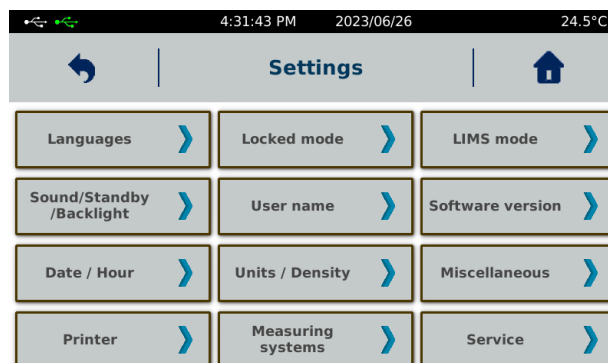 4:31:43 PM 2023/06/26 24.5°C
Settings
Languages
Locked mode
LIMS mode
Sound/Standby
/Backlight
User name
Software version
Date / Hour
Units / Density
Miscellaneous
Printer
Measuring
systems
Service